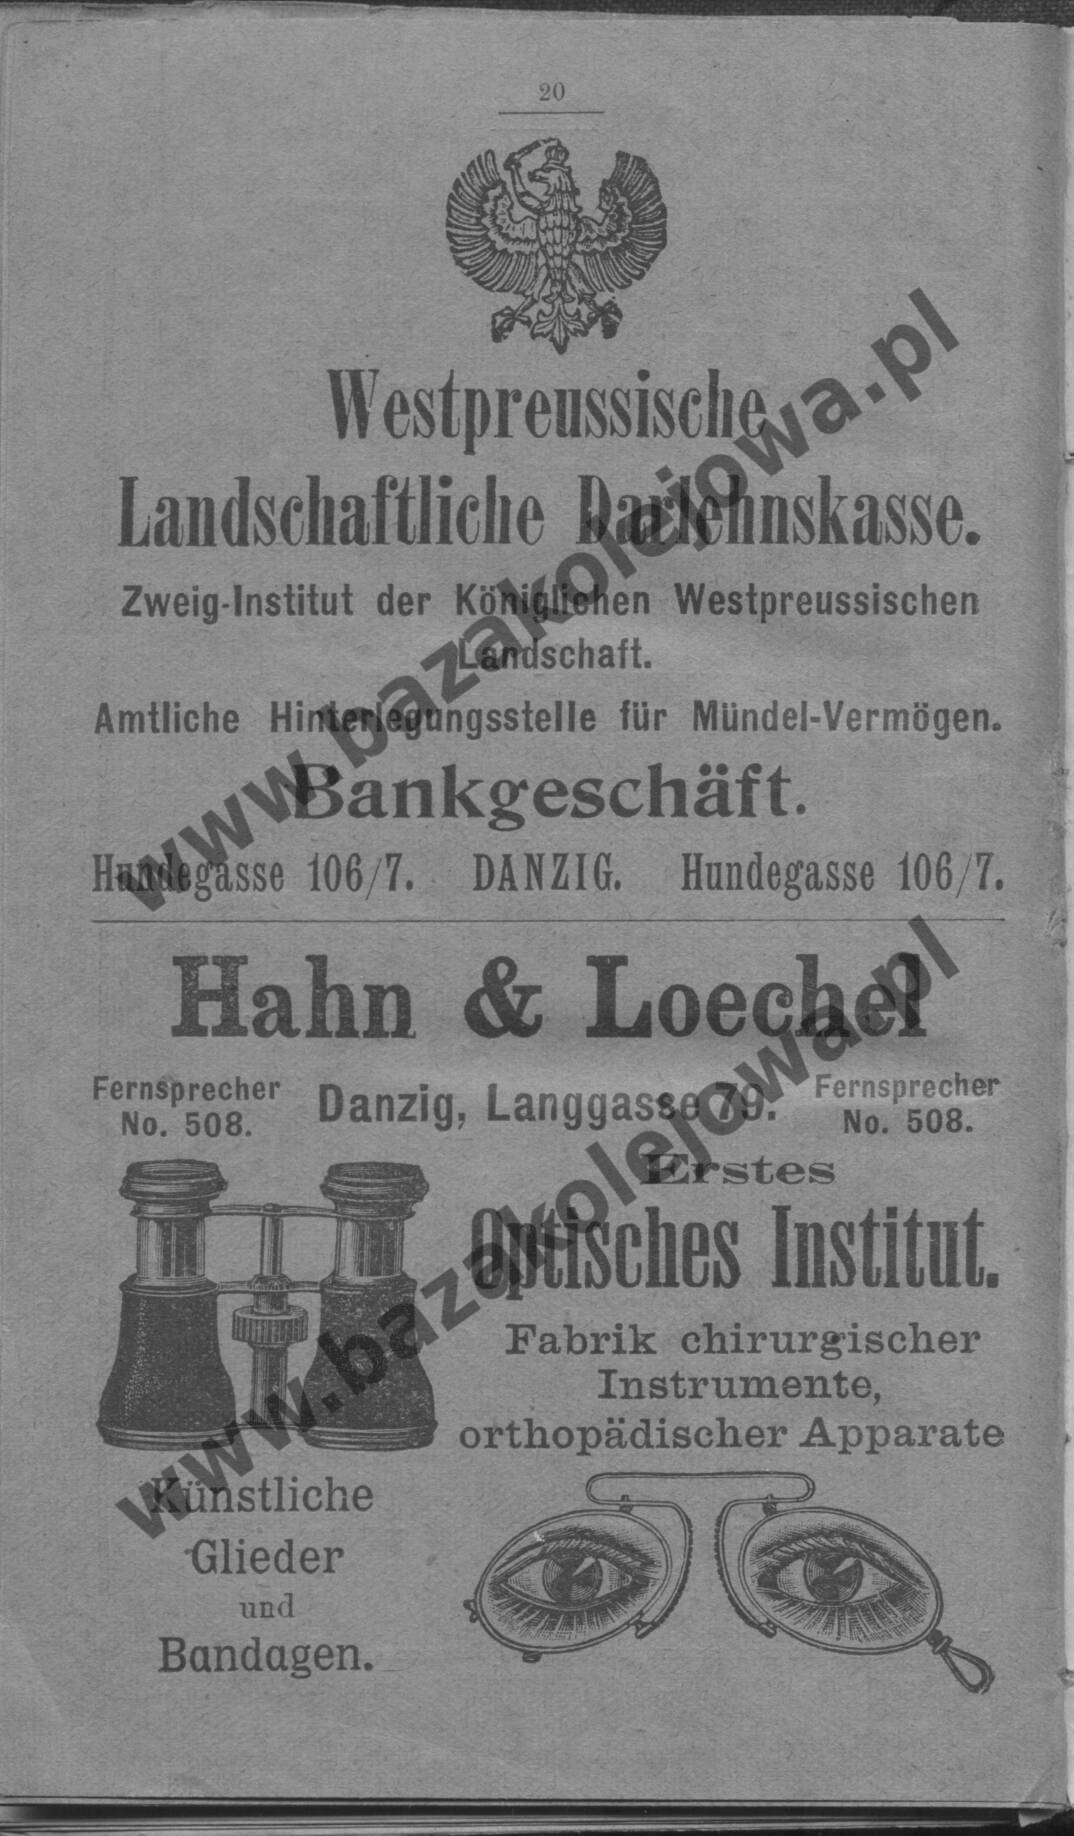 20
Westpreussische
Landschaftliche Darlehnskasse.
Zweig-Institut der Königlichen Westpreussischen
Landschaft.
Amtliche Hinterlegungsstelle für Mündel-Vermögen.
Bankgeschäft.
Hundegasse 106/7. DANZIG. Hundegasse 106/7.
Hahn & Loechel
Fernsprecher
No. 508.
Danzig, Langgasse 79.
Fernsprecher
No. 508.
Erstes
Optisches Institut.
Fabrik chirurgischer
Instrumente,
orthopädischer Apparate
Künstliche
Glieder
und
Bandagen.
www.bazakolejowa.pl
www.bazakolejowa.pl